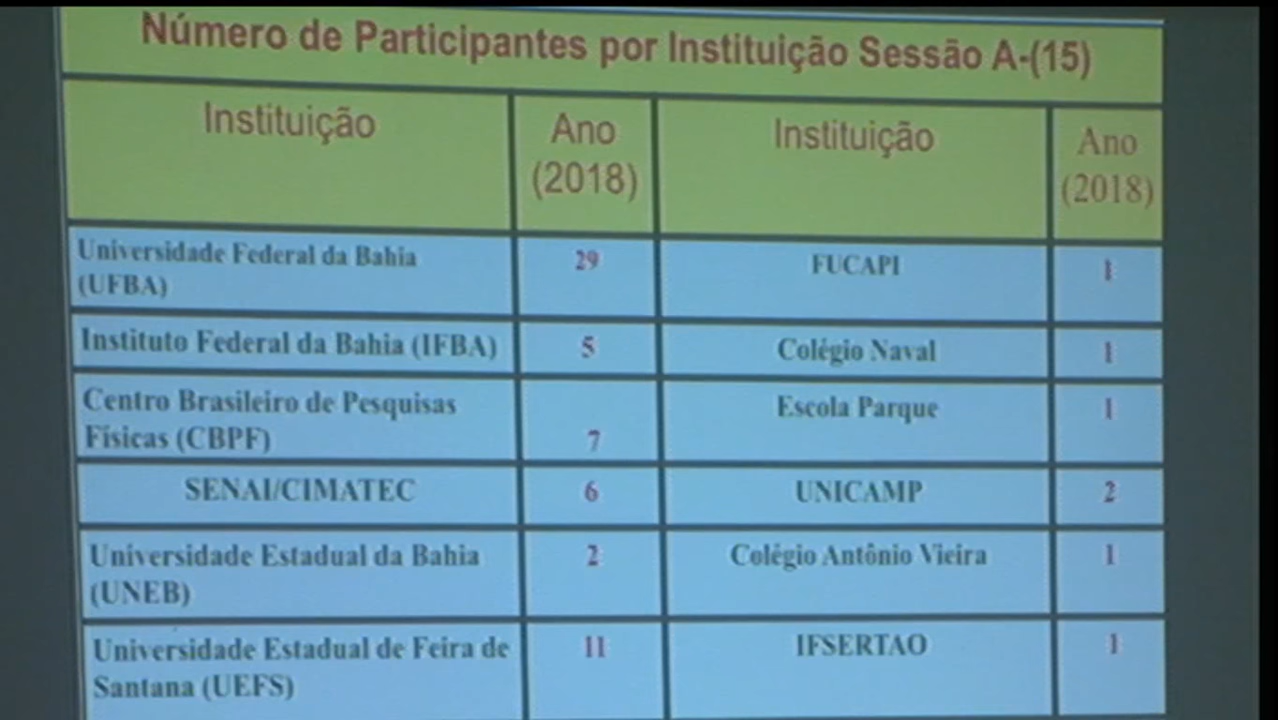 Número de Participantes por Instituição Sessão A-(15)
Instituição
Ano
(2018)
Instituição
Ano
(2018)
Universidade Federal da Bahia
(UFBA)
29
FUCAPI
1
Instituto Federal da Bahia (IFBA)
5
Colégio Naval
1
Centro Brasileiro de Pesquisas
Físicas (CBPF)
7
Escola Parque
1
SENAI/CIMATEC
6
UNICAMP
2
Universidade Estadual da Bahia
(UNEB)
2
Colégio Antônio Vieira
1
Universidade Estadual de Feira de
Santana (UEFS)
11
IFSERTAO
1